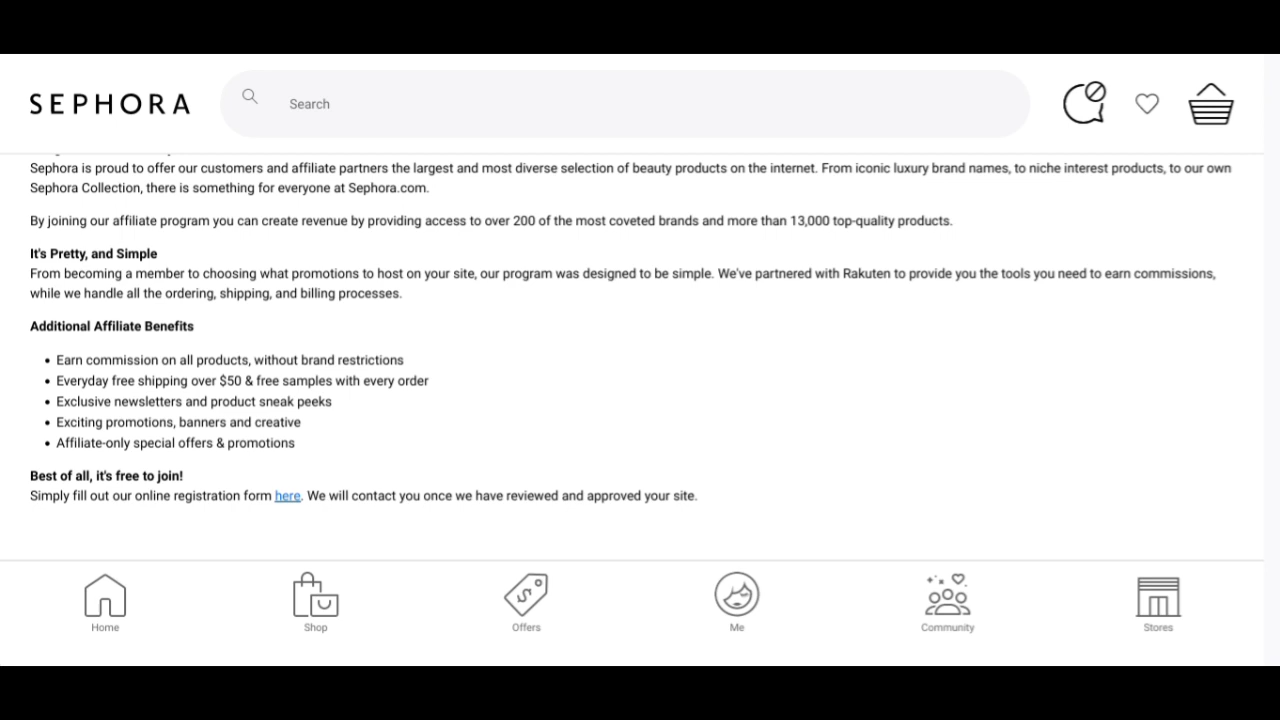 SEPHORA
Search
Sephora is proud to offer our customers and affiliate partners the largest and most diverse selection of beauty products on the internet. From iconic luxury brand names, to niche interest products, to our own
Sephora Collection, there is something for everyone at Sephora.com.
By joining our affiliate program you can create revenue by providing access to over 200 of the most coveted brands and more than 13,000 top-quality products.
It's Pretty, and Simple
From becoming a member to choosing what promotions to host on your site, our program was designed to be simple. We've partnered with Rakuten to provide you the tools you need to earn commissions,
while we handle all the ordering, shipping, and billing processes.
Additional Affiliate Benefits
• Earn commission on all products, without brand restrictions
• Everyday free shipping over $50 & free samples with every order
• Exclusive newsletters and product sneak peeks
• Exciting promotions, banners and creative
• Affiliate-only special offers & promotions
Best of all, it's free to join!
Simply fill out our online registration form here. We will contact you once we have reviewed and approved your site.
Home
Shop
Offers
Me
Community
Stores